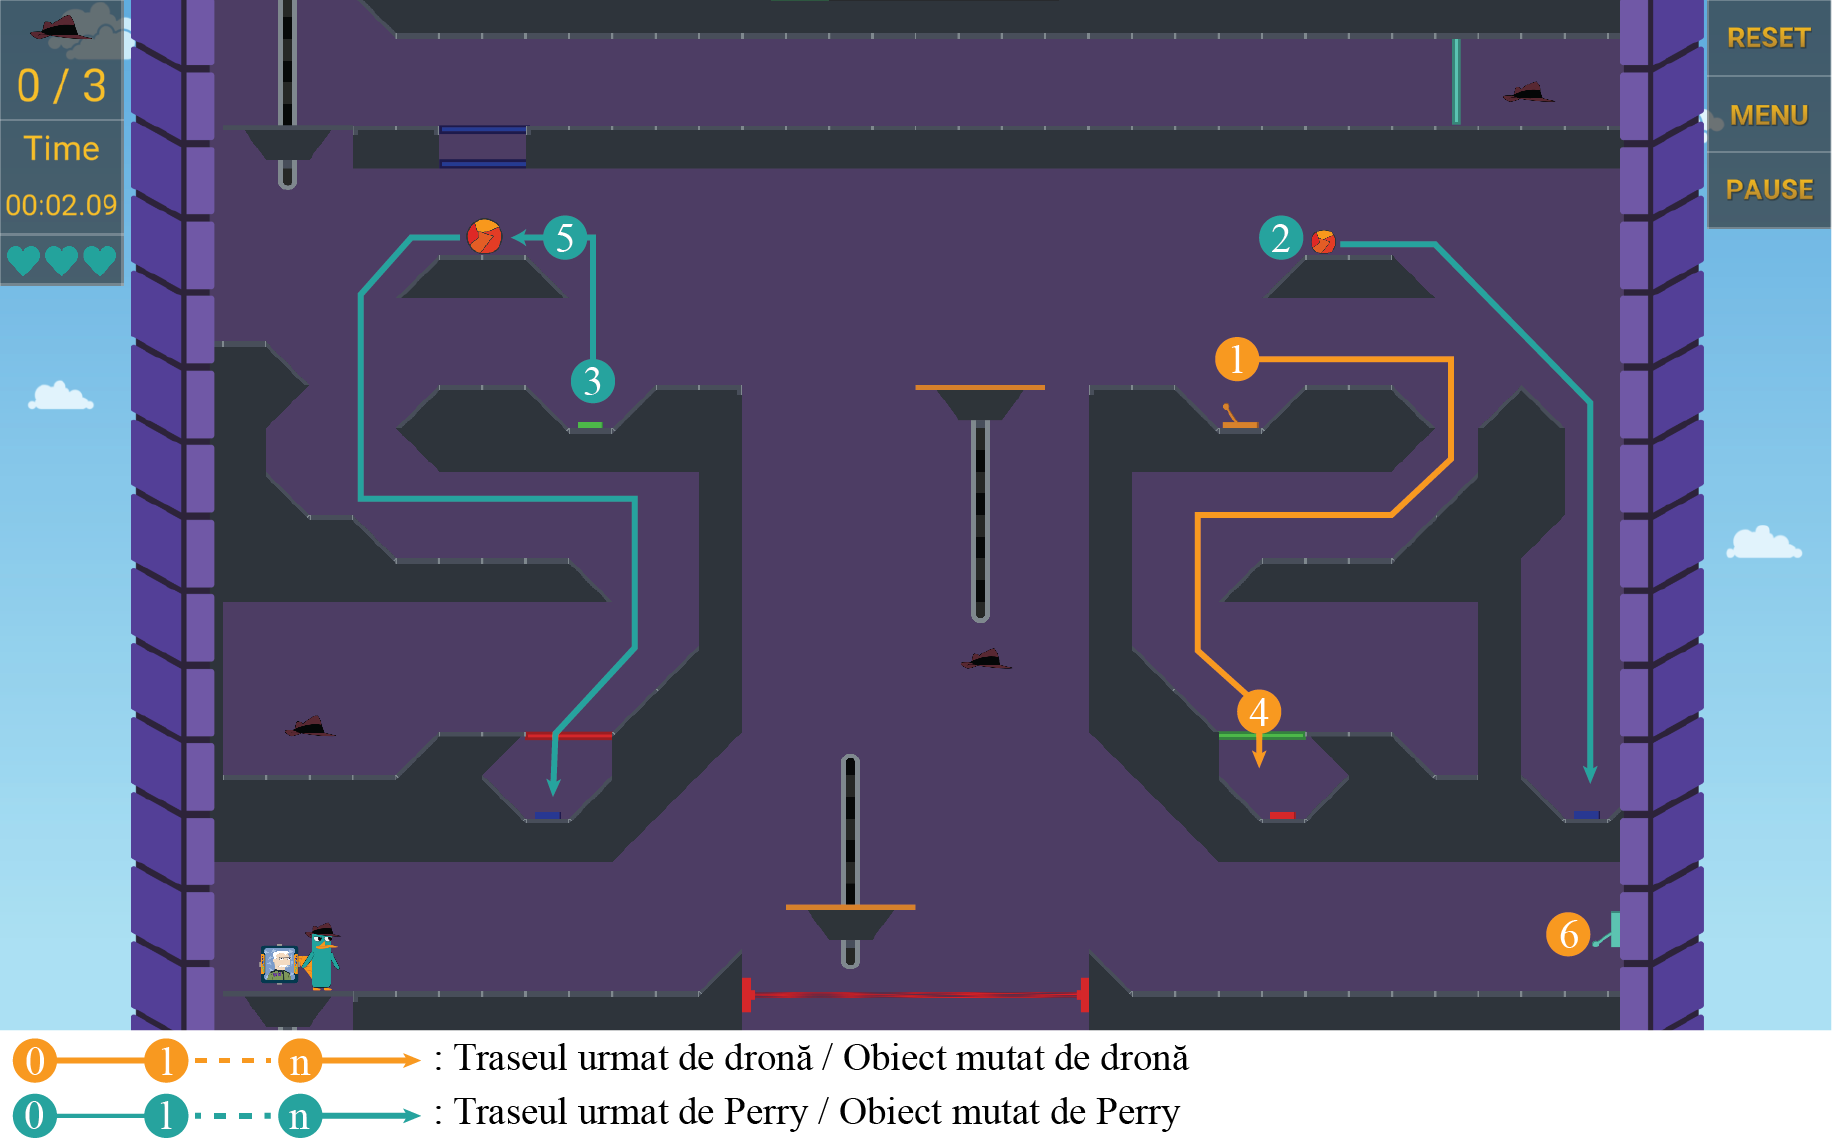 0 / 3
Time
00:02.09
RESET
MENU
PAUSE
5
2
3
1
4
6
0 1 n : Traseul urmat de dronă / Obiect mutat de dronă
0 1 n : Traseul urmat de Perry / Obiect mutat de Perry